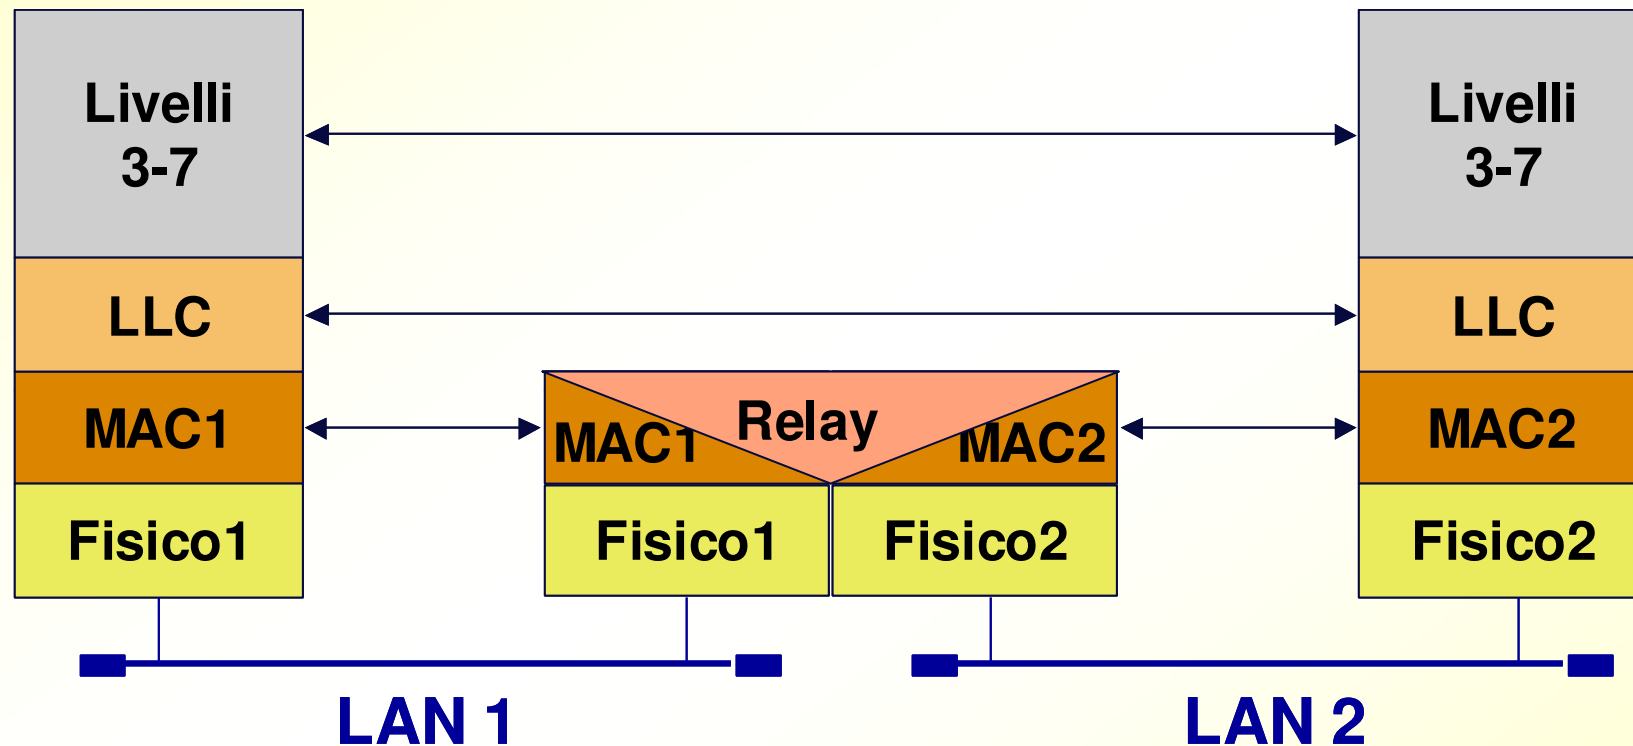 Livelli
3-7
Livelli
3-7
LLC
LLC
MAC1
MAC1
Relay
MAC2
MAC2
Fisico1
Fisico1
Fisico2
Fisico2
LAN 1
LAN 2